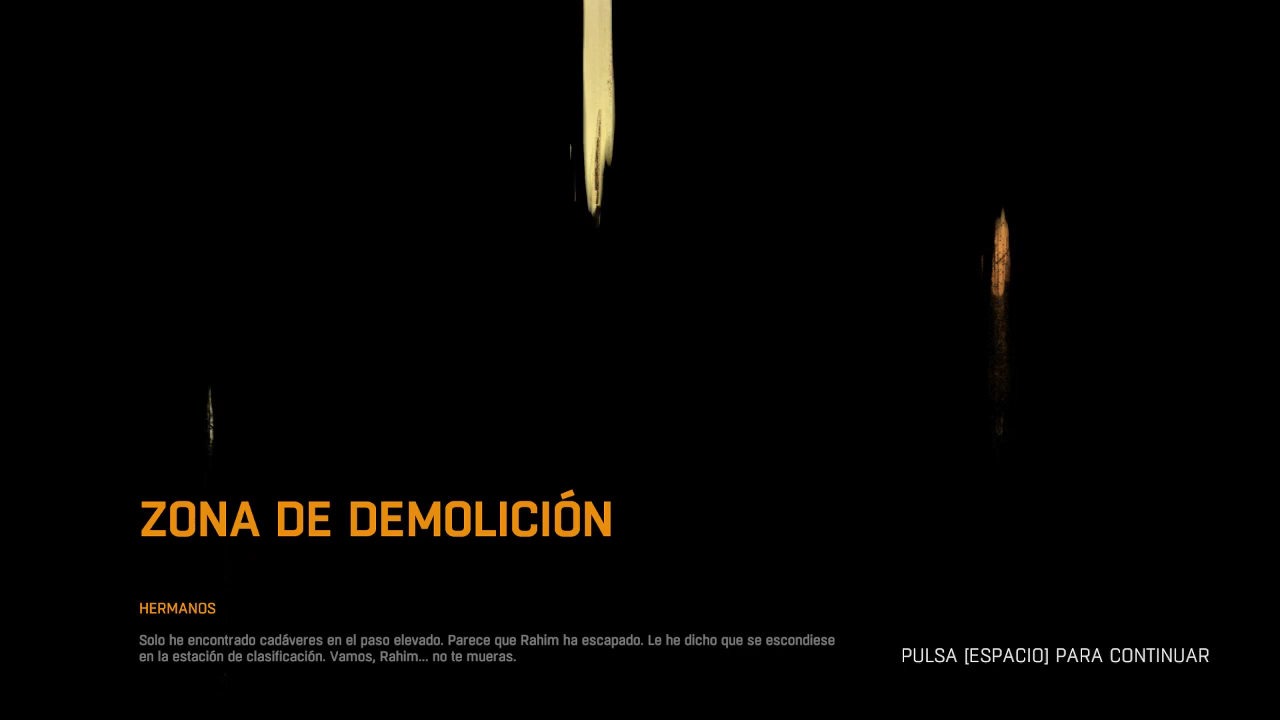 ZONA DE DEMOLICIÓN
HERMANOS
Solo he encontrado cadáveres en el paso elevado. Parece que Rahim ha escapado. Le he dicho que se escondiese
en la estación de clasificación. Vamos, Rahim... no te mueras.
PULSA [ESPACIO] PARA CONTINUAR